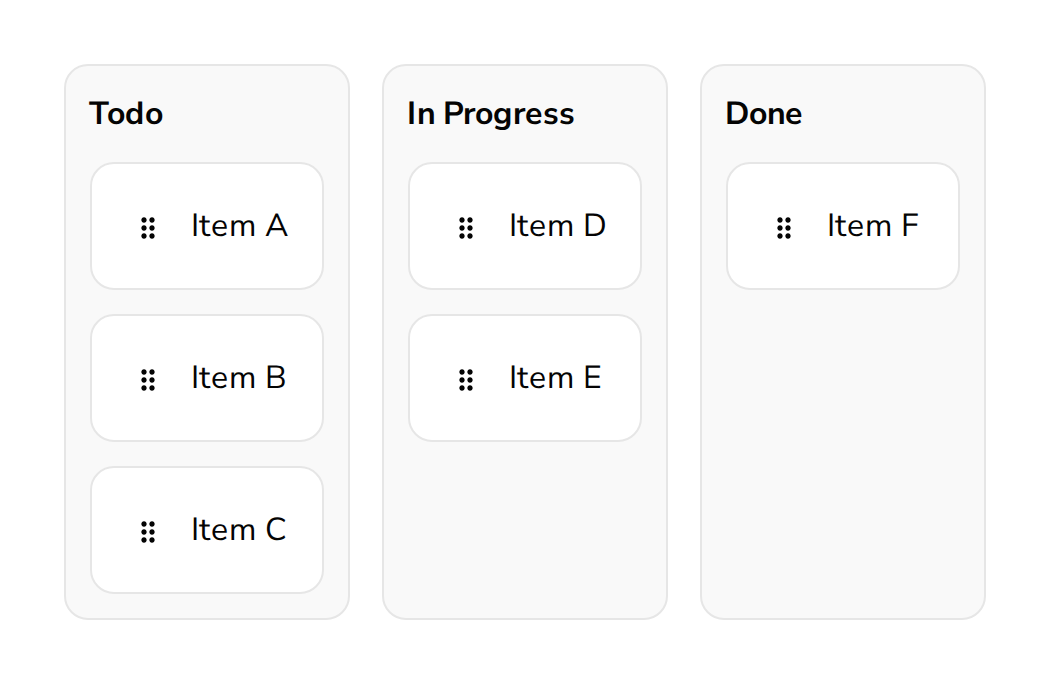 Todo
Item A
Item B
Item C
In Progress
Item D
Item E
Done
Item F